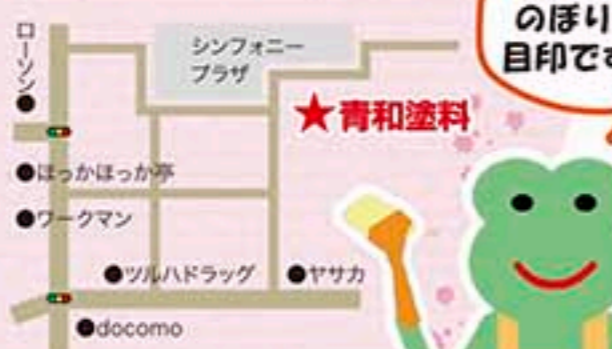 のぼり
目印です
ローソン
●
シンフォニー
プラザ
★青和塗料
●ほっかほっか亭
●ワークマン
●ツルハドラッグ
●ヤサカ
●docomo